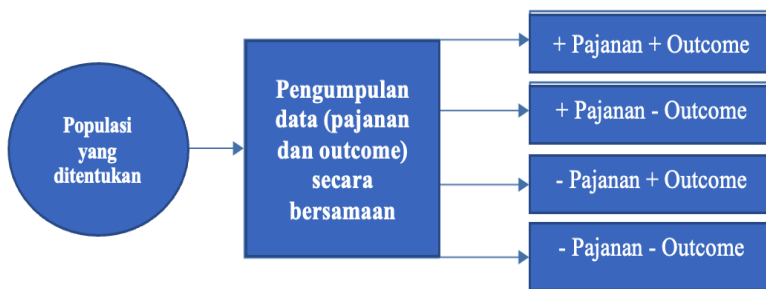 Populasi
yang
ditentukan
Pengumpulan
data (pajanan
dan outcome)
secara
bersamaan
+ Pajanan + Outcome
+ Pajanan - Outcome
- Pajanan + Outcome
- Pajanan - Outcome